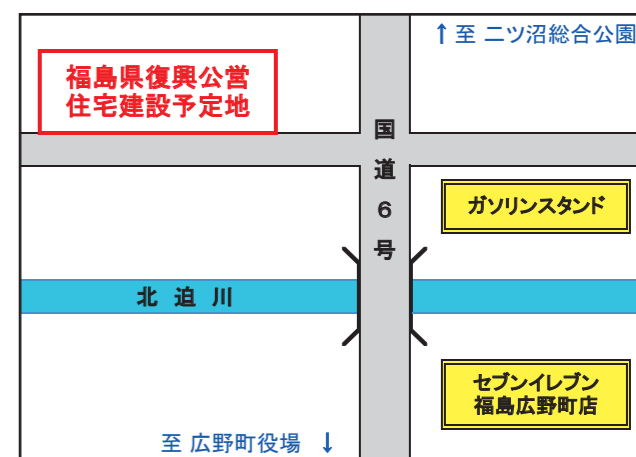 ↑至 二ツ沼総合公園
福島県復興公営
住宅建設予定地
国道6号
ガソリンスタンド
北迫川
セブンイレブン
福島広野町店
至 広野町役場 ↓